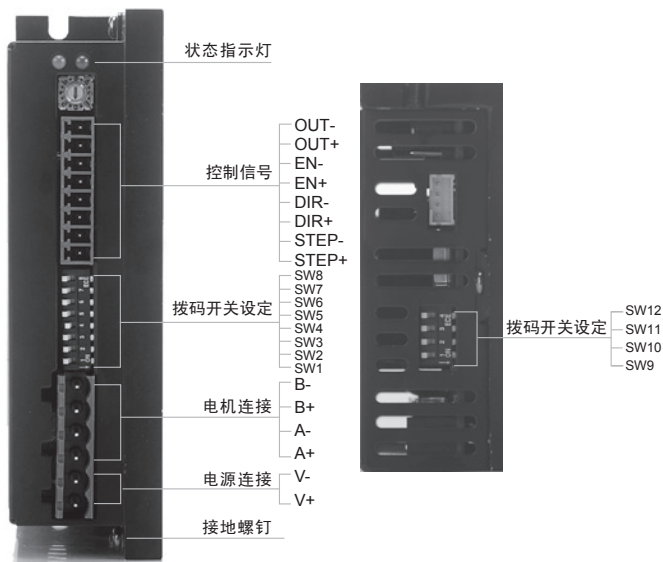 状态指示灯
控制信号
OUT-
OUT+
EN-
EN+
DIR-
DIR+
STEP-
STEP+
拨码开关设定
SW8
SW7
SW6
SW5
SW4
SW3
SW2
SW1
电机连接
B-
B+
A-
A+
电源连接
V-
V+
接地螺钉
拨码开关设定
SW12
SW11
SW10
SW9